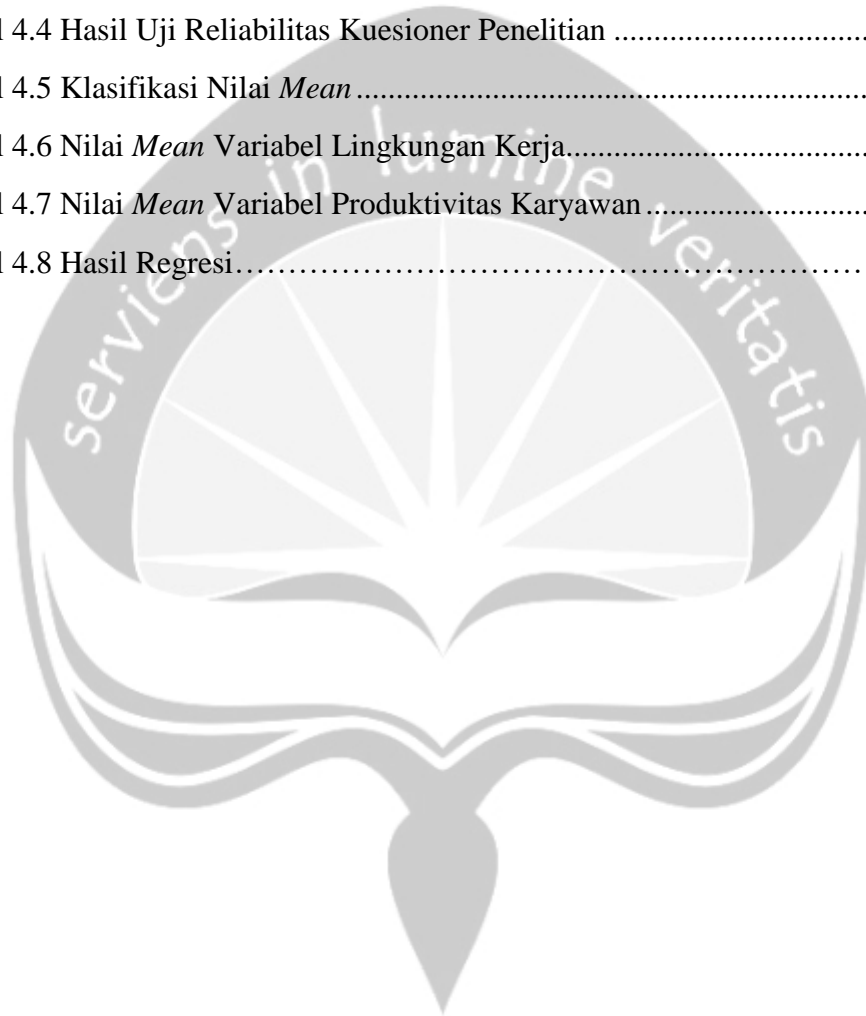 l 4.4 Hasil Uji Reliabilitas Kuesioner Penelitian ................................
l 4.5 Klasifikasi Nilai Mean ................................................................
l 4.6 Nilai Mean Variabel Lingkungan Kerja.....................................
l 4.7 Nilai Mean Variabel Produktivitas Karyawan ............................
l 4.8 Hasil Regresi……………………………………………………
serviens in lumine veritatis